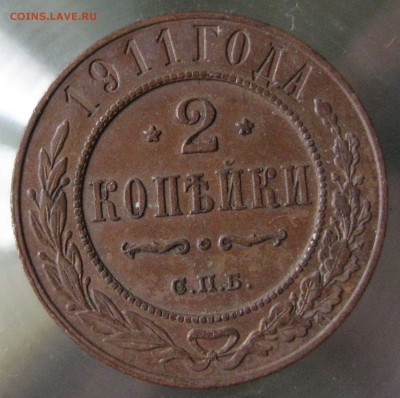 COINS.LAVE.RU
1911 ГОДА
2
КОПѢЙКИ
С.П.Б.